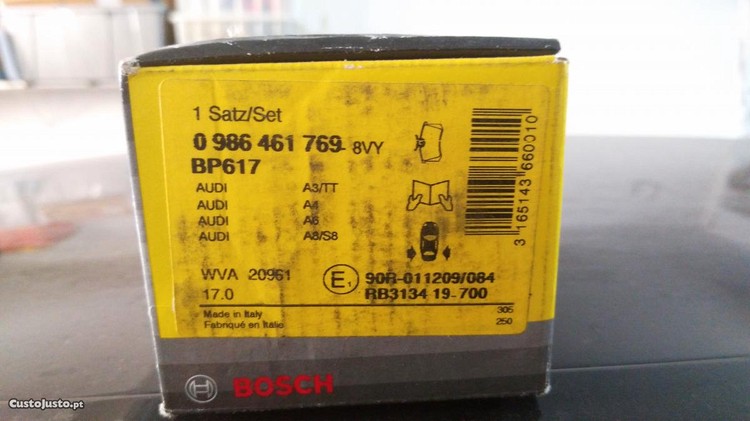 1 Satz/Set
0 986 461 769 - 8VY
BP617
AUDI A3/TT
AUDI A4
AUDI A6
AUDI A8/S8
WVA 20961
17.0
E1
90R-011209/084
RB3134 19-700
Made in Italy
Fabriqué en Italie
305
250
3 165143 660010
BOSCH
CustoJusto.pt